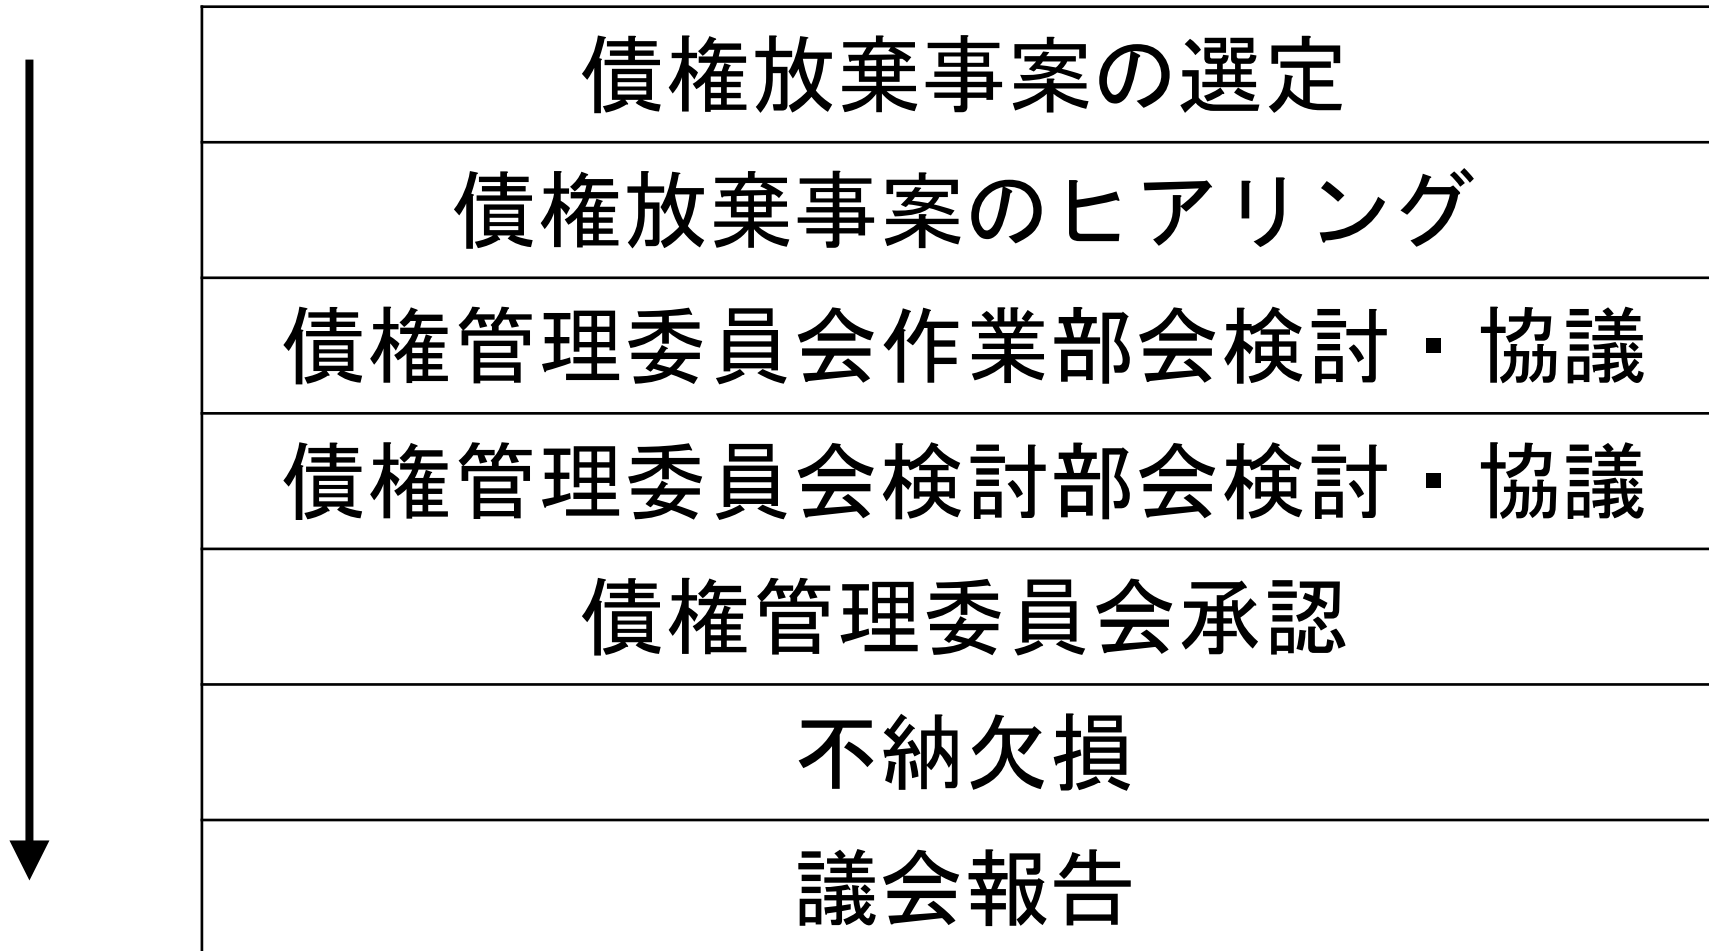 債権放棄事案の選定
債権放棄事案のヒアリング
債権管理委員会作業部会検討・協議
債権管理委員会検討部会検討・協議
債権管理委員会承認
不納欠損
議会報告